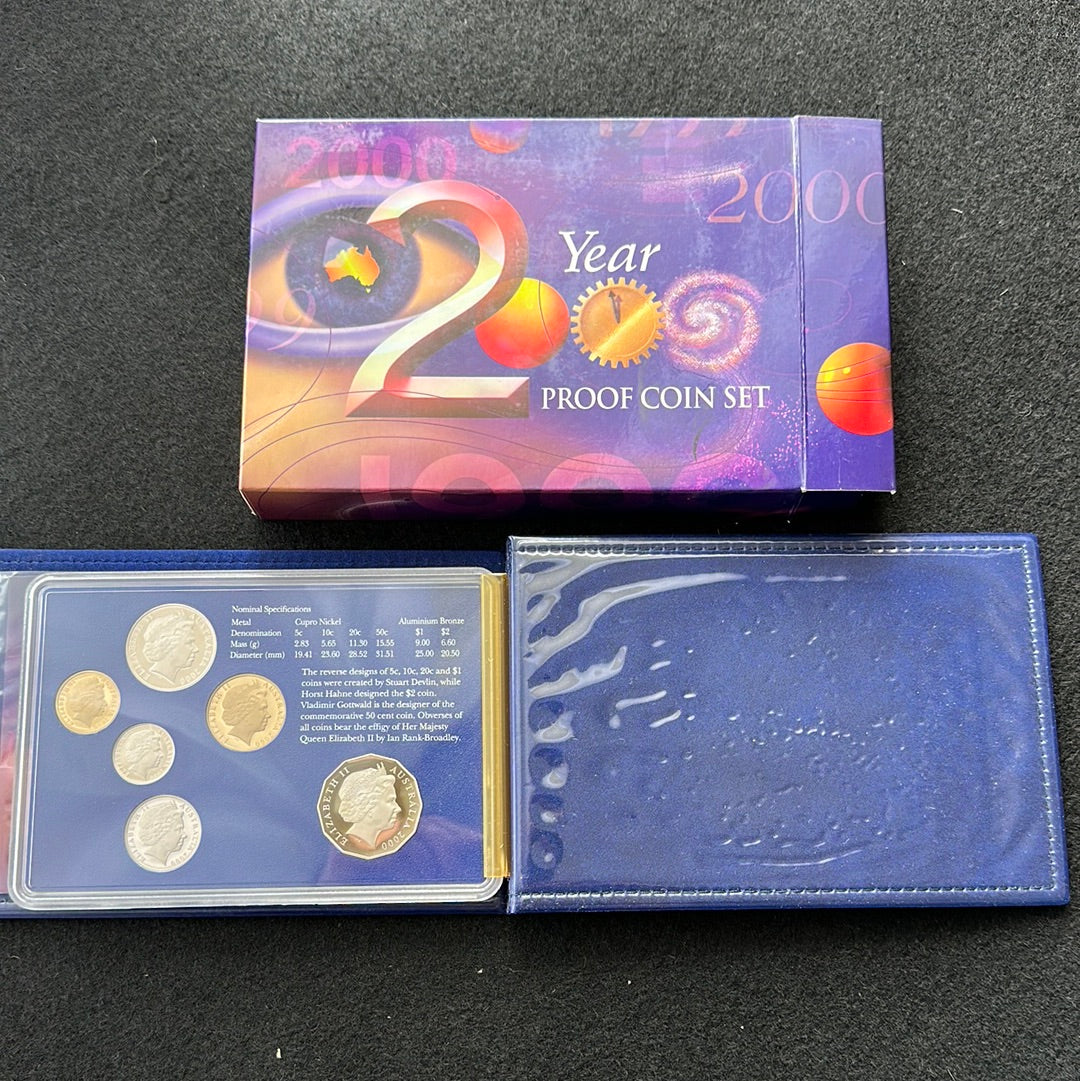 2000
1999
2000
2
Year
PROOF COIN SET
Nominal Specifications
Metal Cupro Nickel Aluminium Bronze
Denomination 5c 10c 20c 50c $1 $2
Mass (g) 2.83 5.65 11.30 15.55 9.00 6.60
Diameter (mm) 19.41 23.60 28.52 31.51 25.00 20.50
The reverse designs of 5c, 10c, 20c and $1
coins were created by Stuart Devlin, while
Horst Hahne designed the $2 coin.
Vladimir Gottwald is the designer of the
commemorative 50 cent coin. Obverses of
all coins bear the effigy of Her Majesty
Queen Elizabeth II by Ian Rank-Broadley.
ELIZABETH II AUSTRALIA 2000